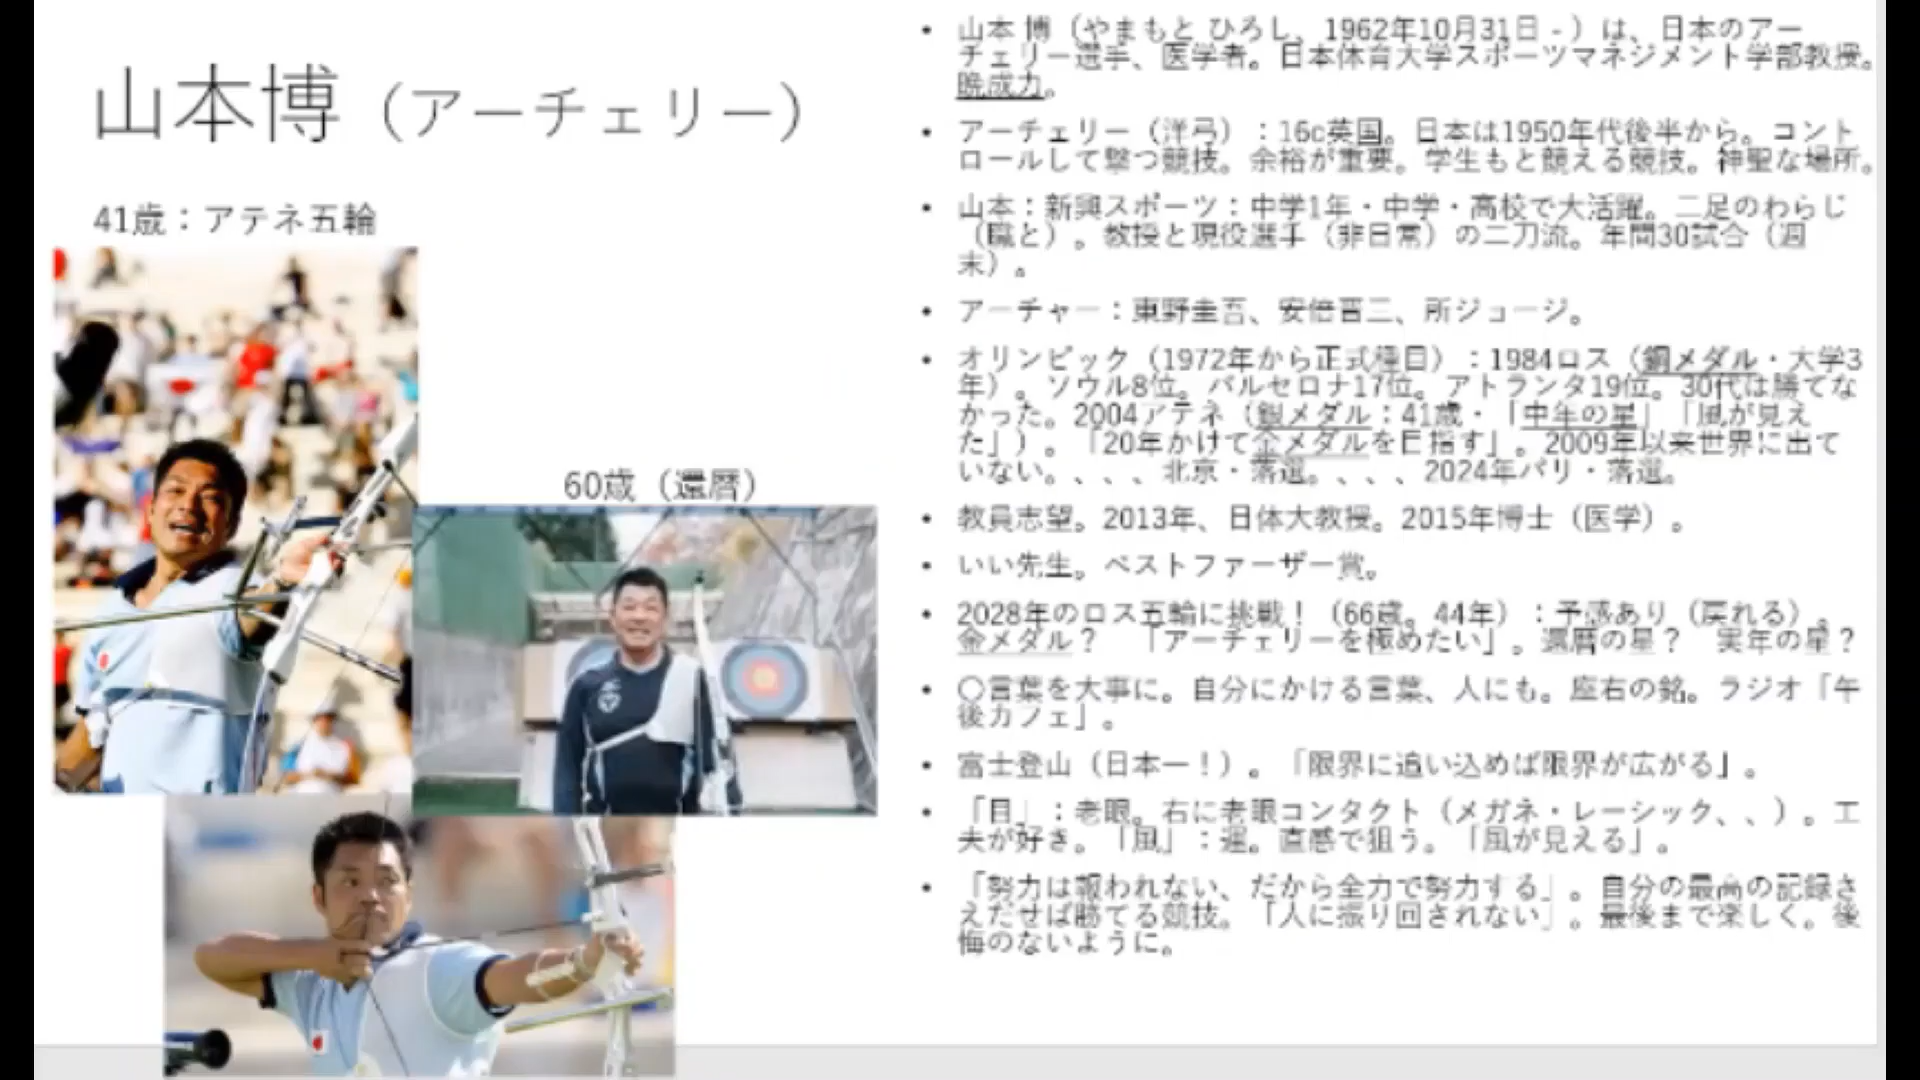 山本博（アーチェリー）
41歳：アテネ五輪
60歳（還暦）
• 山本 博（やまもと ひろし、1962年10月31日 - ）は、日本のアー
チェリー選手、医学者。日本体育大学スポーツマネジメント学部教授。
晩成力。
• アーチェリー（洋弓）：16c英国。日本は1950年代後半から。コント
ロールして撃つ競技。余裕が重要。学生もと競える競技。神聖な場所。
• 山本：新興スポーツ：中学1年・中学・高校で大活躍。二足のわらじ
（職と）。教授と現役選手（非日常）の二刀流。年間30試合（週
末）。
• アーチャー：東野圭吾、安倍晋三、所ジョージ。
• オリンピック（1972年から正式種目）：1984ロス（銅メダル・大学3
年）。ソウル8位。バルセロナ17位。アトランタ19位。30代は勝てな
かった。2004アテネ（銀メダル：41歳・「中年の星」「風が見え
た」）。「20年かけて金メダルを目指す」。2009年以来世界に出て
いない。、、、、北京・落選。、、、、2024年パリ・落選。
• 教員志望。2013年、日体大教授。2015年博士（医学）。
• いい先生。ベストファーザー賞。
• 2028年のロス五輪に挑戦！（66歳。44年）：予感あり（戻れる）。
金メダル？　「アーチェリーを極めたい」。還暦の星？　実年の星？
• 〇言葉を大事に。自分にかける言葉、人にも。座右の銘。ラジオ「午
後カフェ」。
• 富士登山（日本一！）。「限界に追い込めば限界が広がる」。
• 「目」：老眼。右に老眼コンタクト（メガネ・レーシック、、）。工
夫が好き。「風」：運。直感で狙う。「風が見える」。
• 「努力は報われない、だから全力で努力する」。自分の最高の記録さ
えだせば勝てる競技。「人に振り回されない」。最後まで楽しく。後
悔のないように。